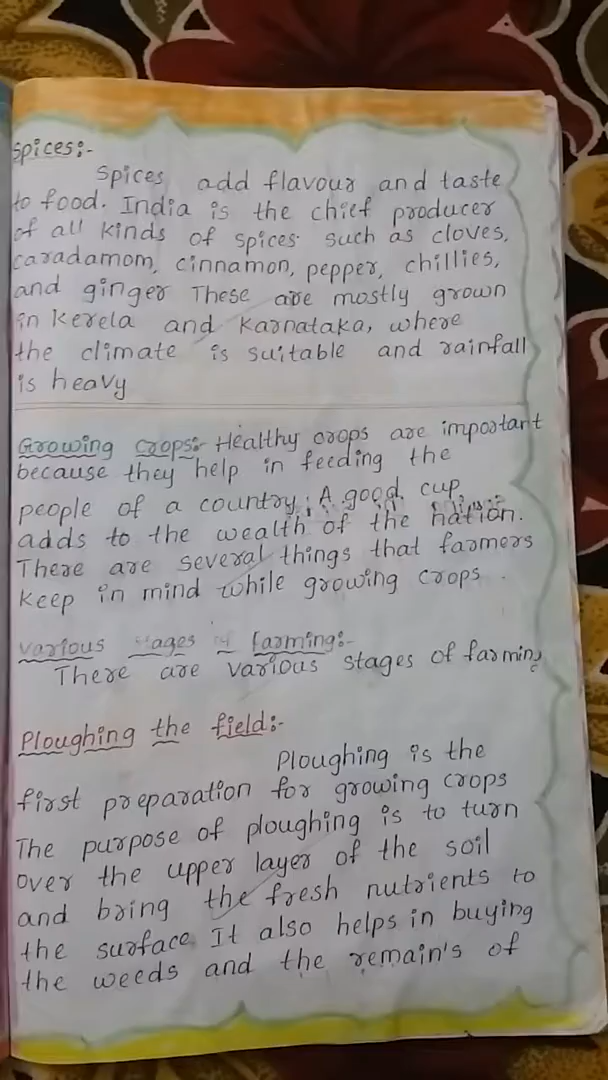 Spices:-
Spices add flavour and taste
to food. India is the chief producer
of all kinds of spices such as cloves,
caradamom, cinnamon, pepper, chillies,
and ginger These are mostly grown
in Kerela and Karnataka, where
the climate is suitable and rainfall
is heavy
Growing crops:- Healthy crops are important
because they help in feeding the
people of a country. A good cup
adds to the wealth of the nation.
There are several things that farmers
keep in mind while growing crops.
Various stages of farming:-
There are various stages of farming
Ploughing the field:-
Ploughing is the
first preparation for growing crops
The purpose of ploughing is to turn
over the upper layer of the soil
and bring the fresh nutrients to
the surface. It also helps in buying
the weeds and the remain's of